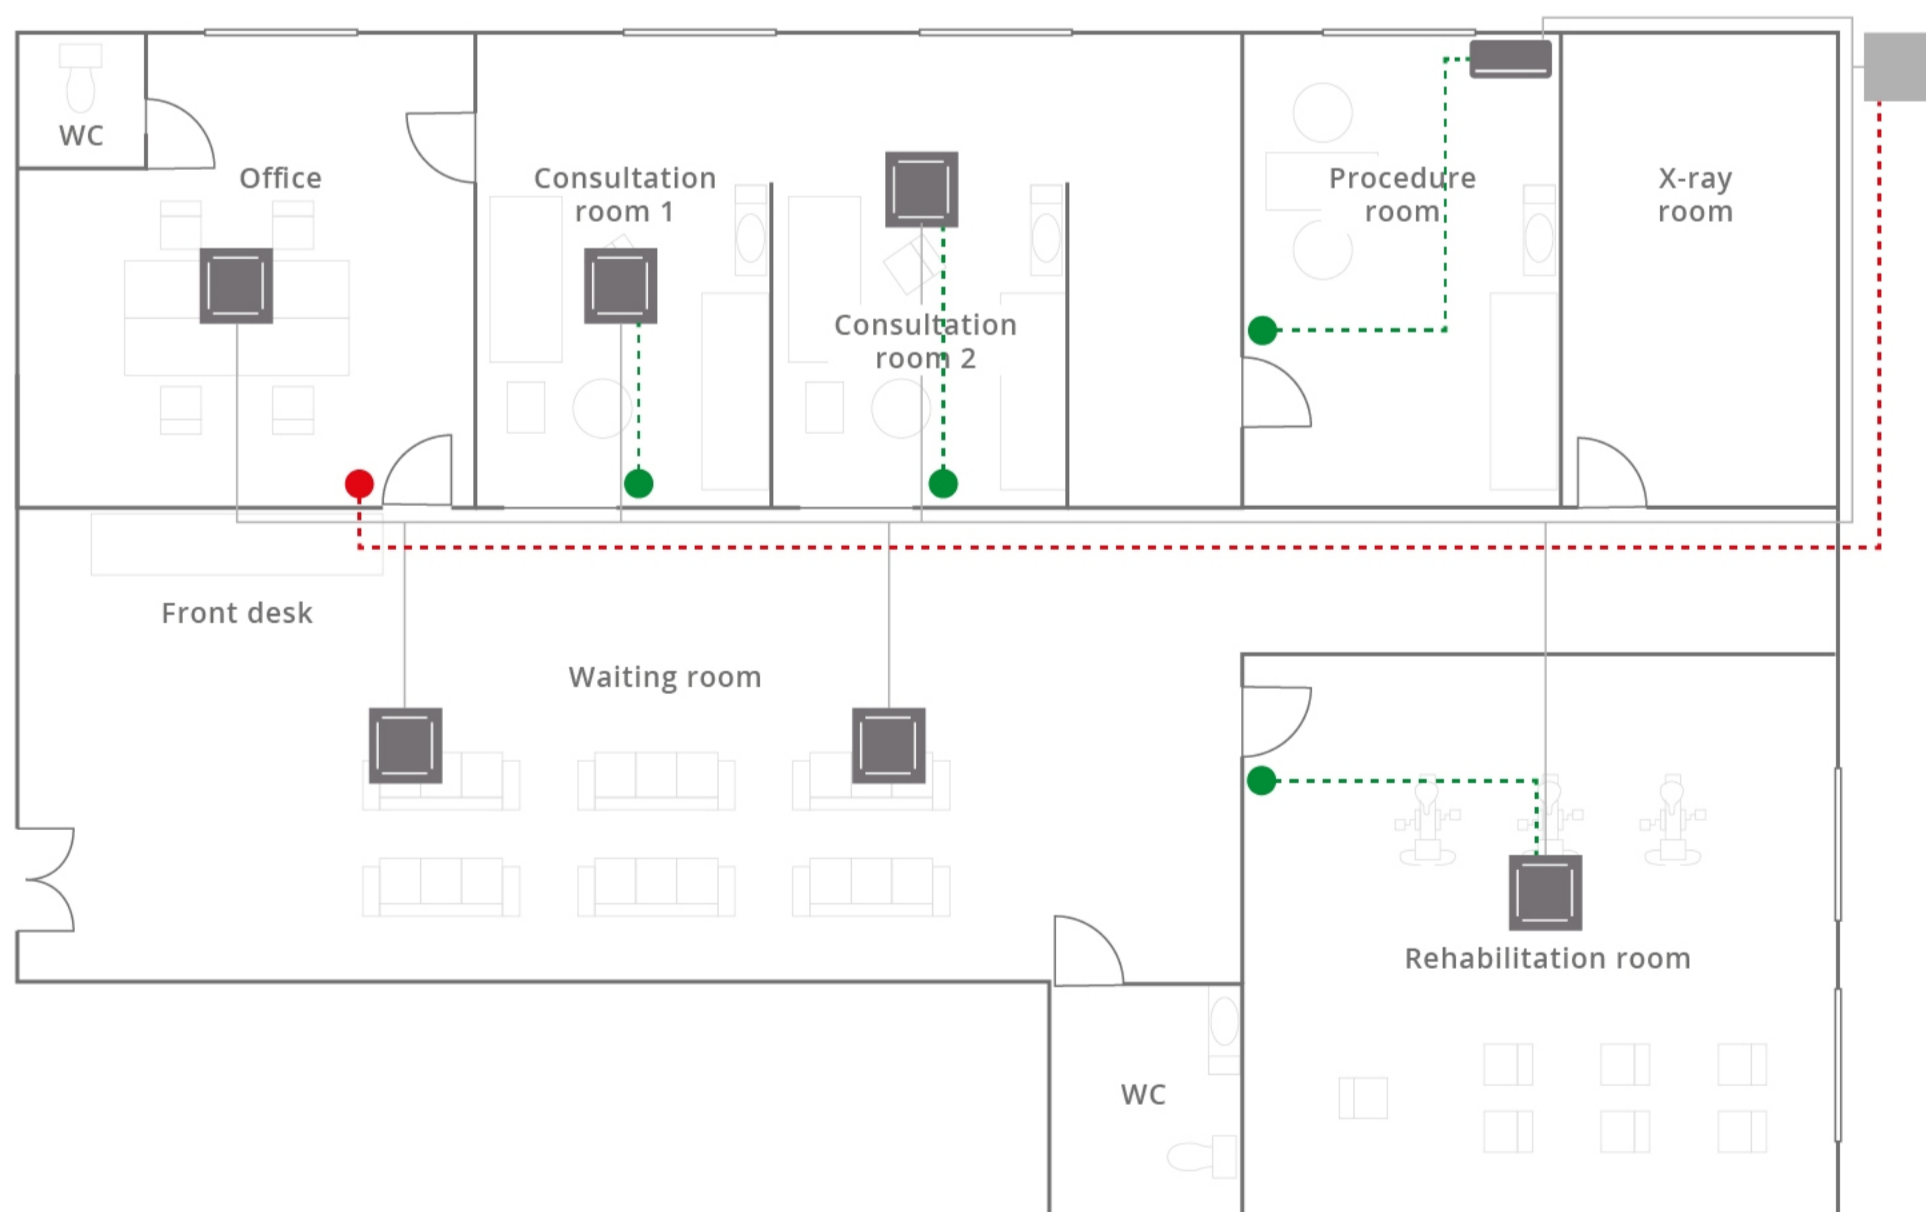 WC
Office
Consultation
room 1
Consultation
room 2
Procedure
room
X-ray
room
Front desk
Waiting room
Rehabilitation room
WC